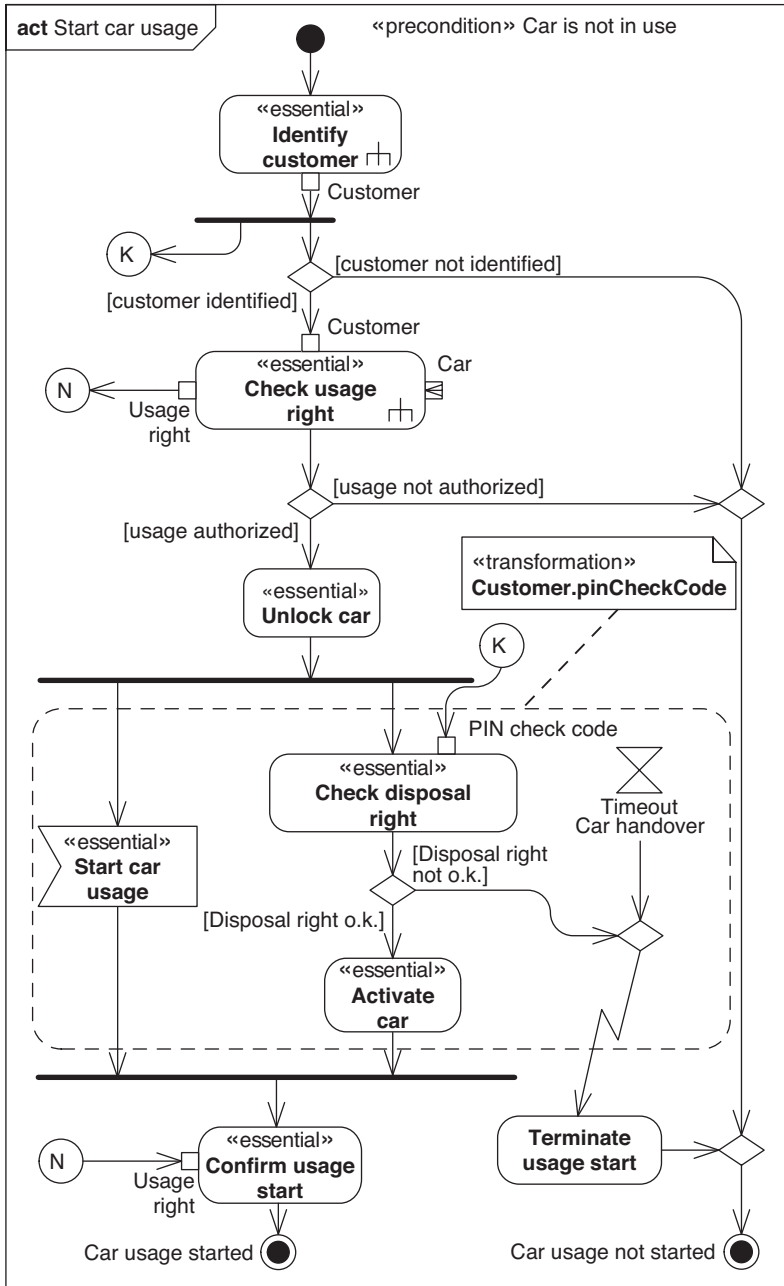 act Start car usage
«precondition» Car is not in use
«essential»
Identify
customer
Customer
K
[customer not identified]
[customer identified]
Customer
«essential»
Check usage
right
Car
N
Usage
right
[usage not authorized]
[usage authorized]
«transformation»
Customer.pinCheckCode
«essential»
Unlock car
K
PIN check code
«essential»
Check disposal
right
Timeout
Car handover
«essential»
Start car
usage
[Disposal right
not o.k.]
[Disposal right o.k.]
«essential»
Activate
car
«essential»
Confirm usage
start
N
Usage
right
Terminate
usage start
Car usage started
Car usage not started